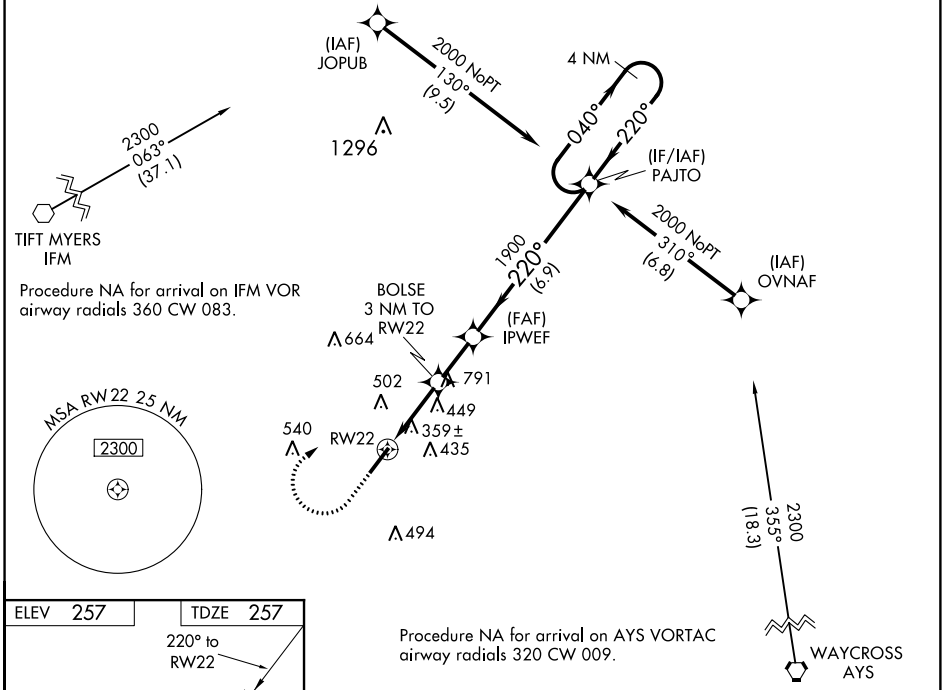 (IAF)
JOPUB
2000 NoPT
130°
(9.5)
4 NM
040°
220°
2300
063°
(37.1)
1296
(IF/IAF)
PAJTO
TIFT MYERS
IFM
2000 NoPT
310°
(6.8)
(IAF)
OVNAF
1900
220°
(6.9)
Procedure NA for arrival on IFM VOR
airway radials 360 CW 083.
BOLSE
3 NM TO
RW22
(FAF)
IPWEF
664
791
502
449
MSA RW22 25 NM
2300
540
RW22
359±
435
494
2300
355°
(18.3)
ELEV 257
TDZE 257
220° to
RW22
Procedure NA for arrival on AYS VORTAC
airway radials 320 CW 009.
WAYCROSS
AYS